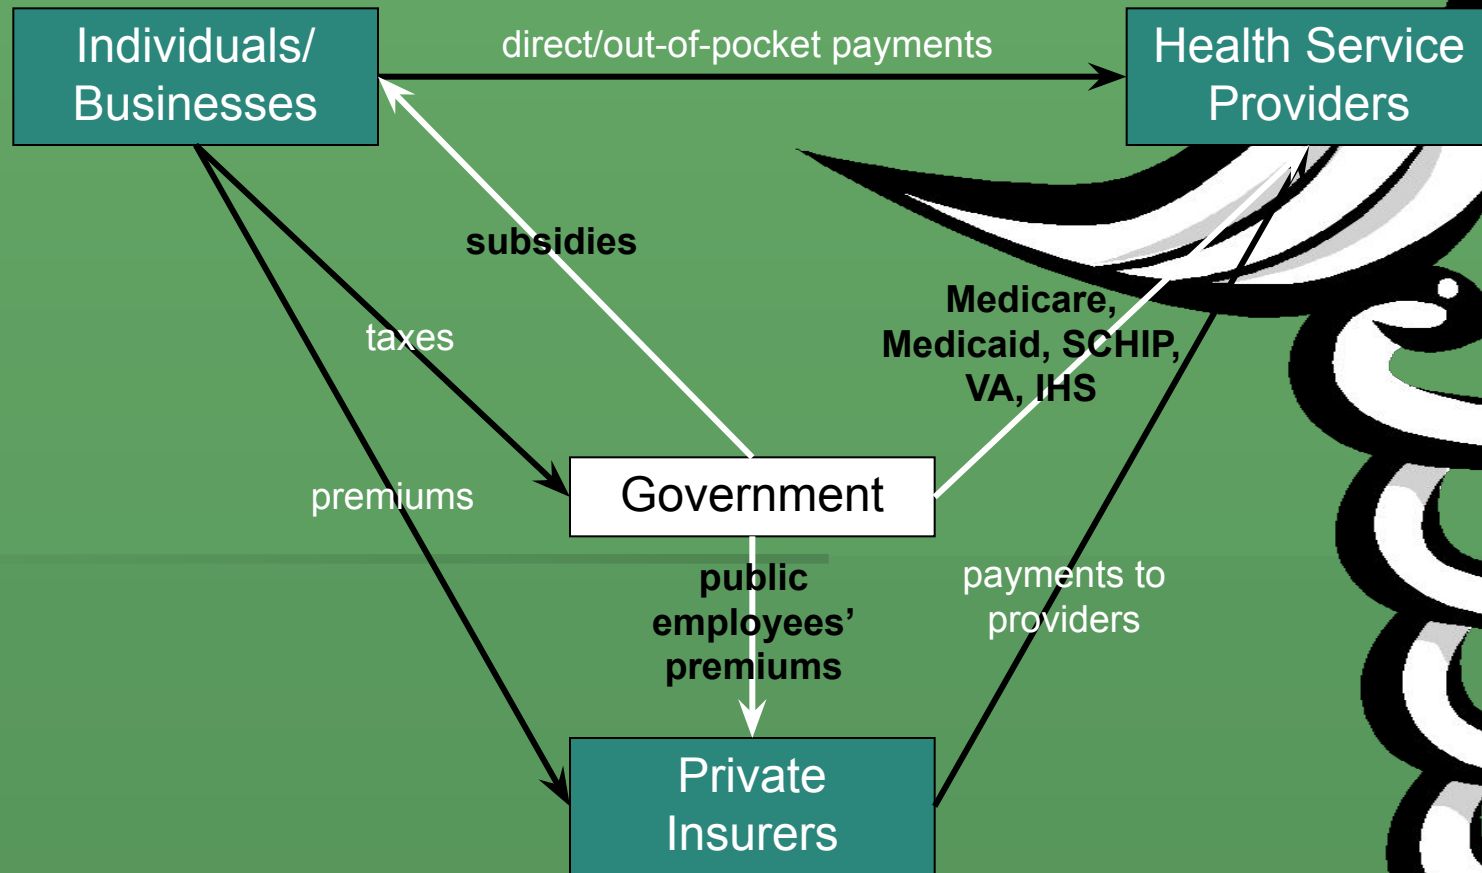 Individuals/
Businesses
direct/out-of-pocket payments
Health Service
Providers
subsidies
taxes
Medicare,
Medicaid, SCHIP,
VA, IHS
premiums
Government
public
employees’
premiums
payments to
providers
Private
Insurers